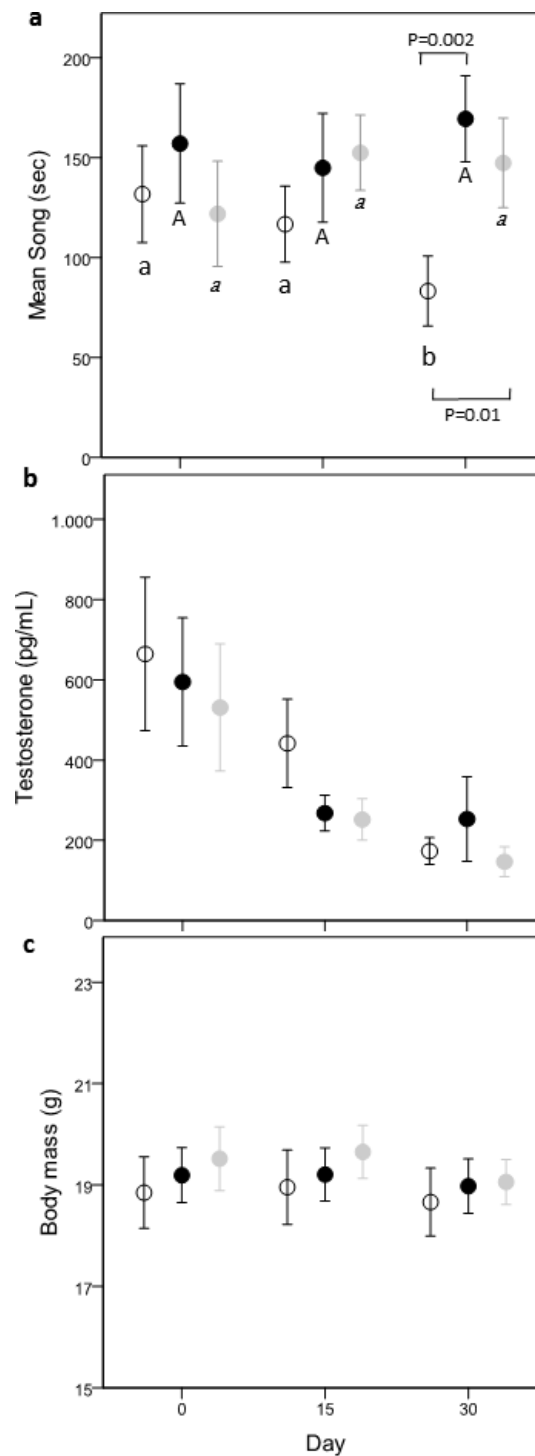 a
P=0.002
200
150
100
50
0
Mean Song (sec)
a A a
a A a
b A a
P=0.01
b
1.000
800
600
400
200
0
Testosterone (pg/mL)
c
23
21
19
17
15
Body mass (g)
0 15 30
Day